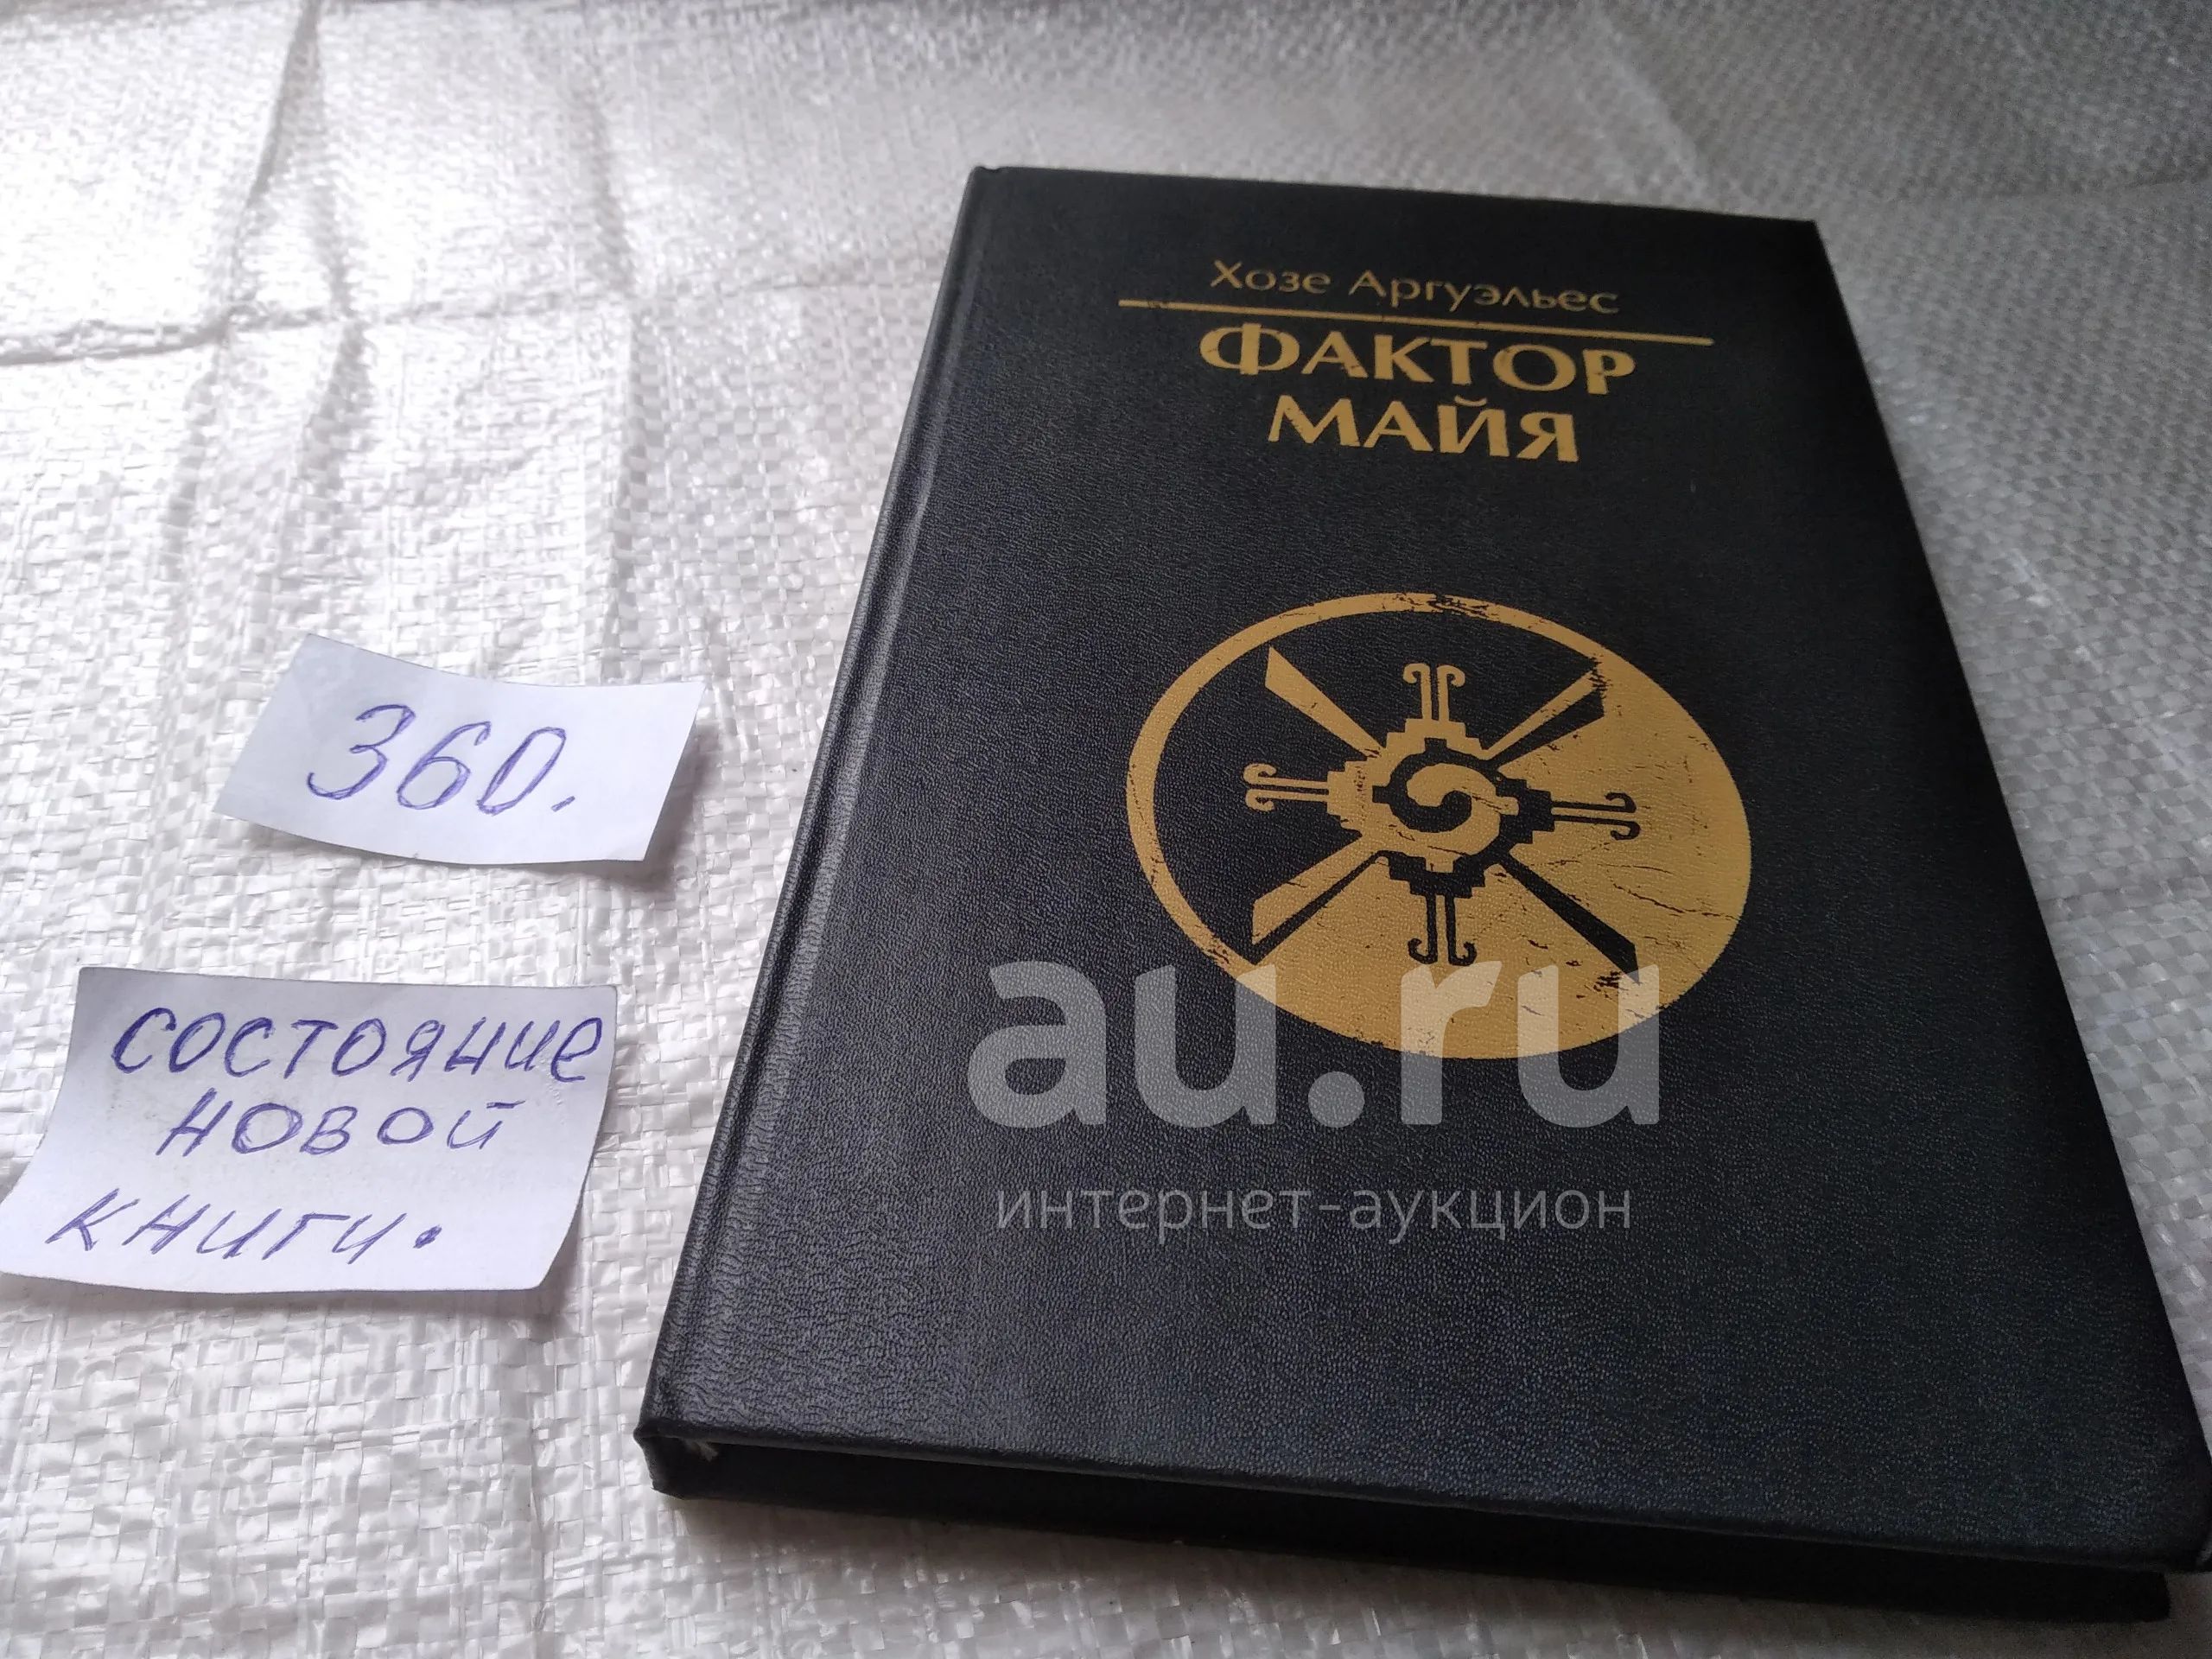 Хозе Аргуэльес
ФАКТОР
МАЙЯ
360.
состояние
новой
книги.
au.ru
интернет-аукцион